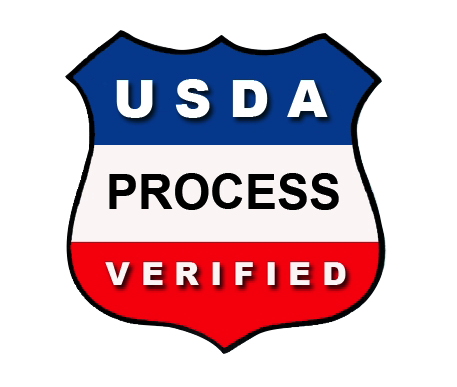 USDA
PROCESS
VERIFIED